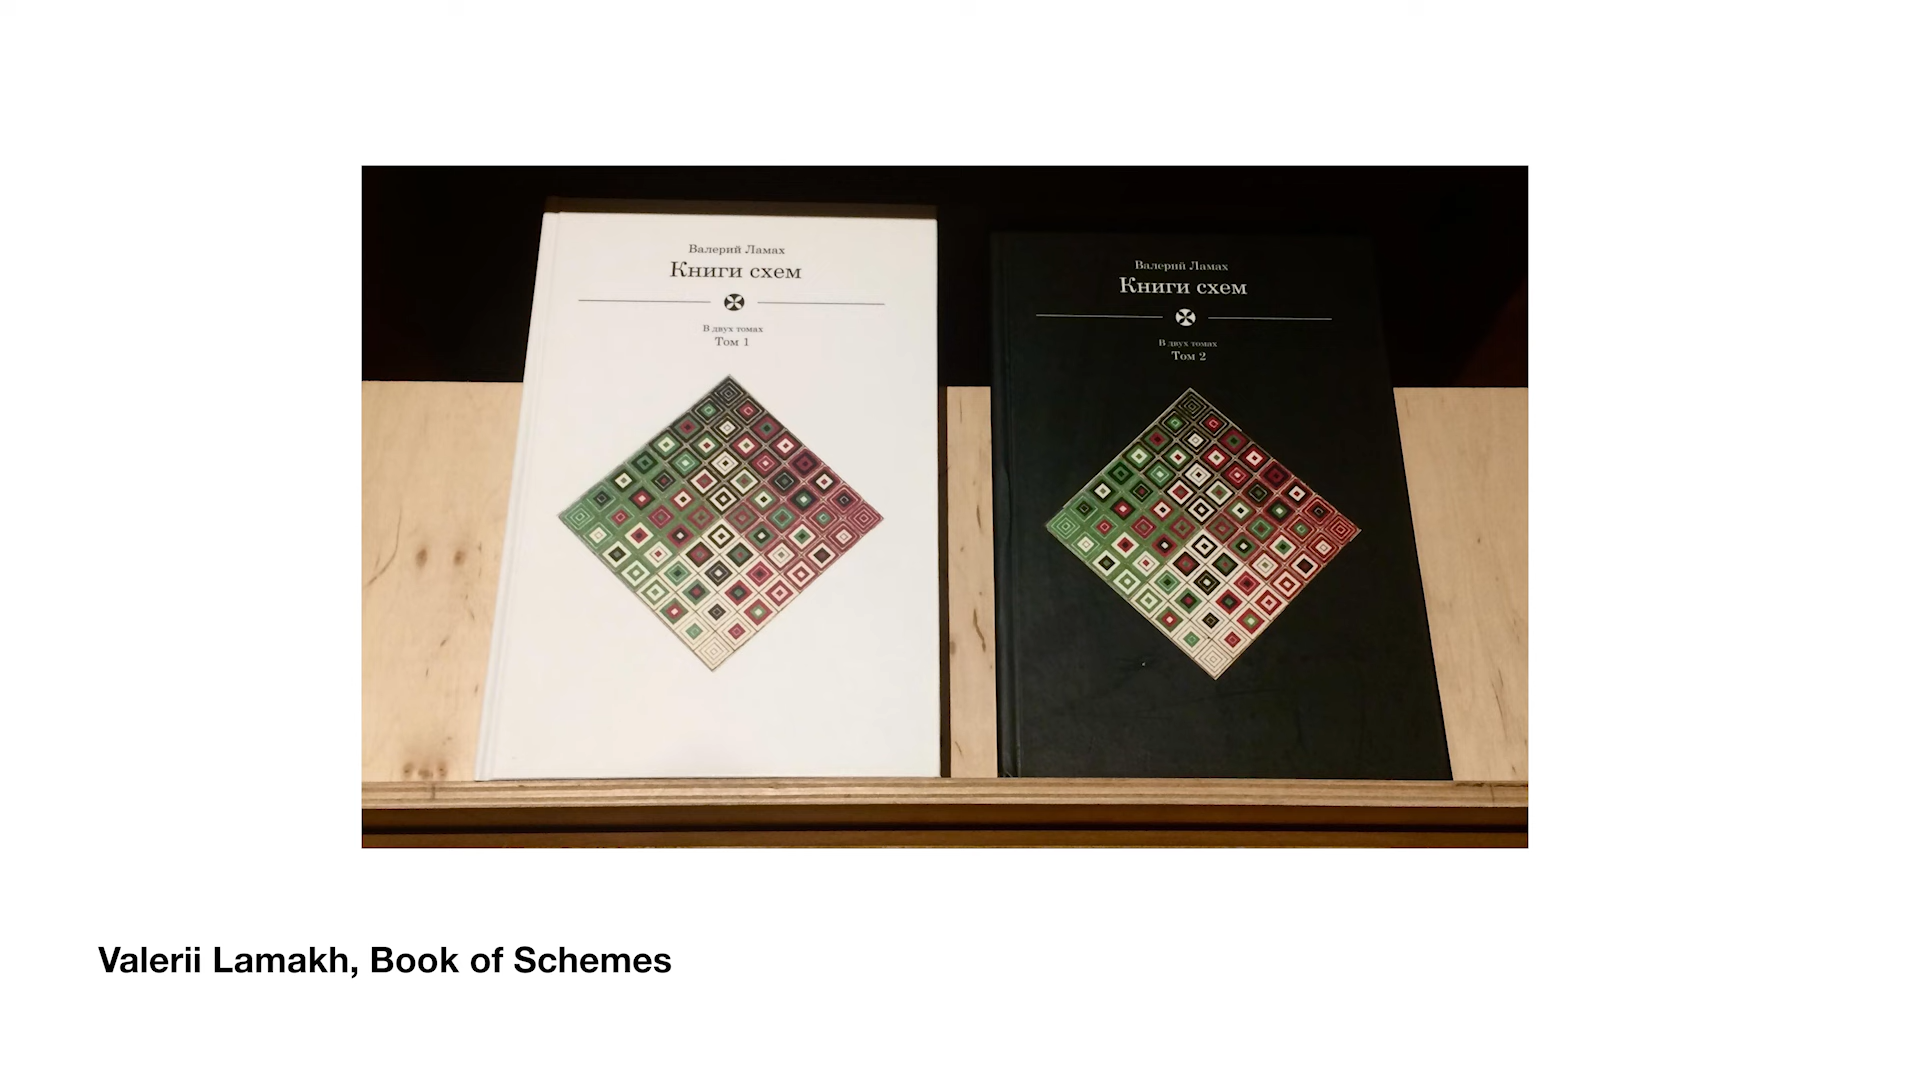 Валерий Ламах
Книги схем
В двух томах
Том 1
Валерий Ламах
Книги схем
В двух томах
Том 2
Valerii Lamakh, Book of Schemes